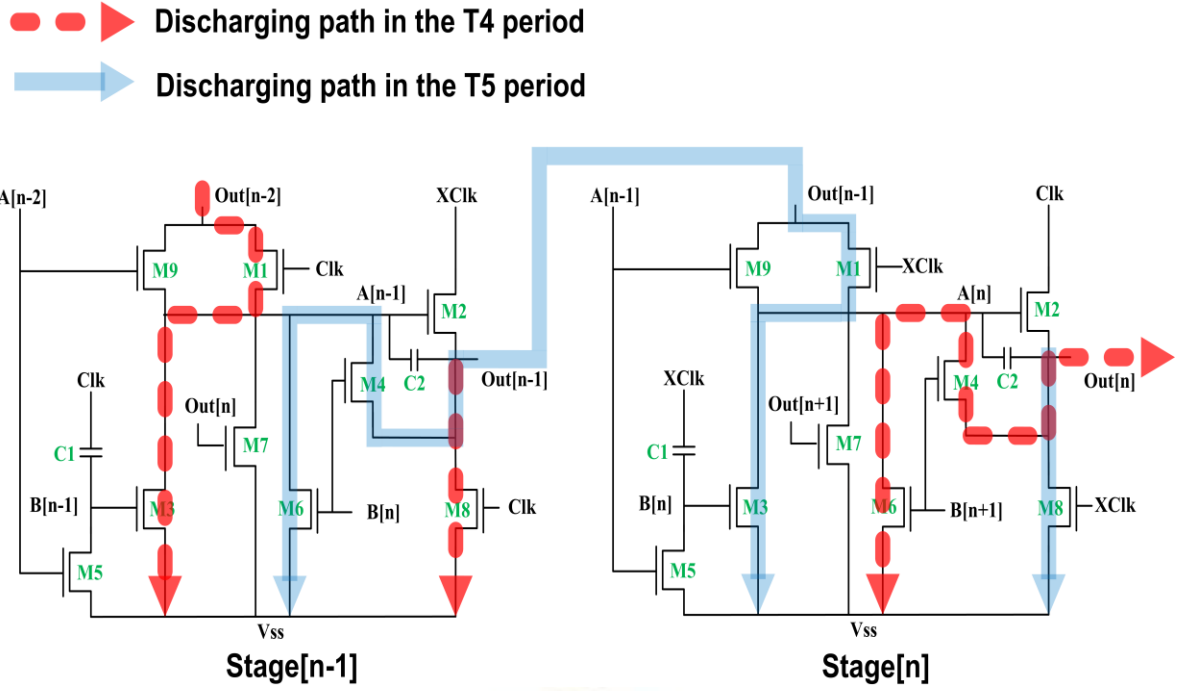 Discharging path in the T4 period
Discharging path in the T5 period
A[n-2]
Out[n-2]
XClk
A[n-1]
Out[n-1]
Clk
M9
M1
Clk
M9
M1
XClk
A[n-1]
M2
A[n]
M2
Clk
M4
C2
Out[n-1]
XClk
M4
C2
Out[n]
Out[n]
Out[n+1]
C1
M7
C1
M7
B[n-1]
M3
M6
B[n]
M8
Clk
B[n]
M3
M6
B[n+1]
M8
XClk
M5
M5
Vss
Vss
Stage[n-1]
Stage[n]